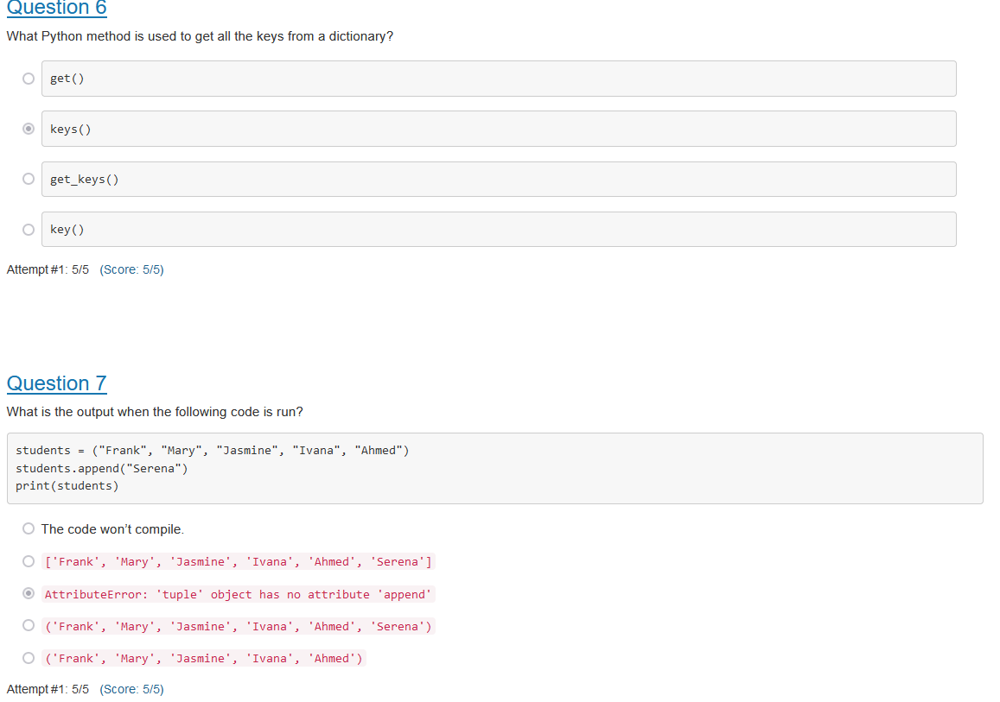 Question 6
What Python method is used to get all the keys from a dictionary?
get()
keys()
get_keys()
key()
Attempt #1: 5/5 (Score: 5/5)
Question 7
What is the output when the following code is run?
students = ("Frank", "Mary", "Jasmine", "Ivana", "Ahmed")
students.append("Serena")
print(students)
The code won’t compile.
['Frank', 'Mary', 'Jasmine', 'Ivana', 'Ahmed', 'Serena']
AttributeError: 'tuple' object has no attribute 'append'
('Frank', 'Mary', 'Jasmine', 'Ivana', 'Ahmed', 'Serena')
('Frank', 'Mary', 'Jasmine', 'Ivana', 'Ahmed')
Attempt #1: 5/5 (Score: 5/5)